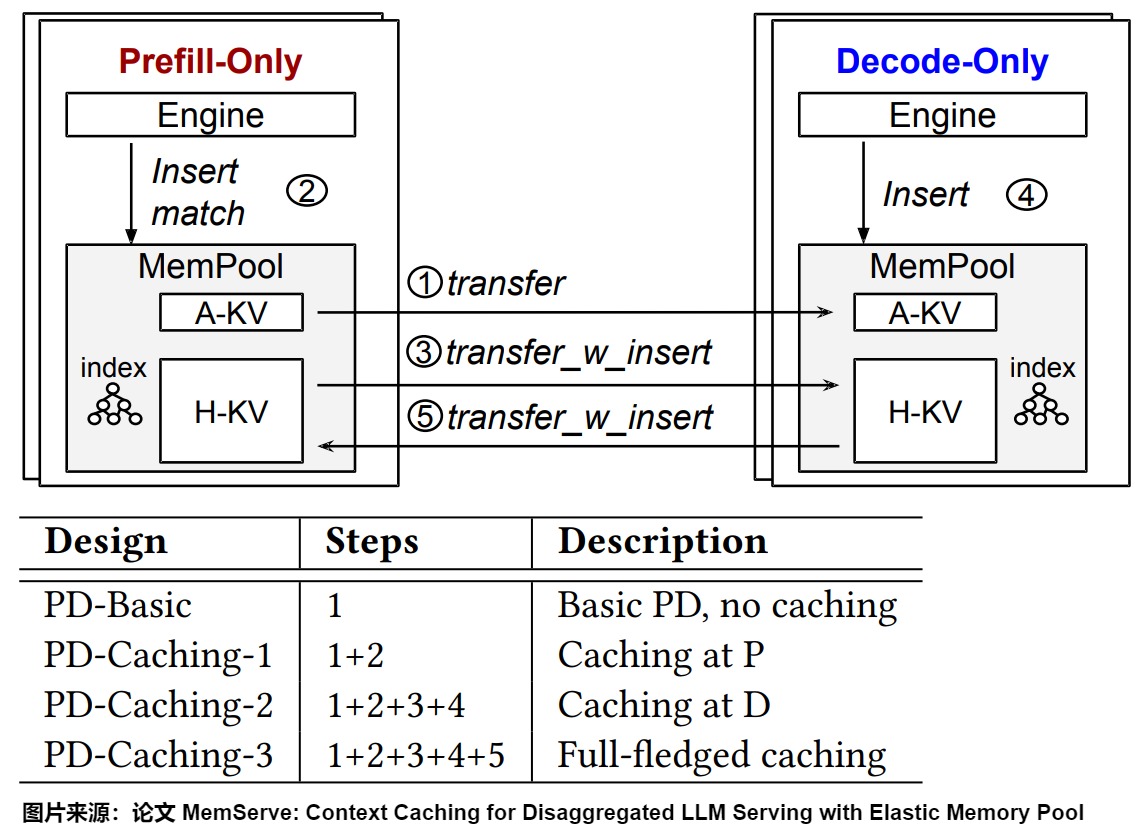 Prefill-Only
Decode-Only
Engine
Engine
Insert
match
②
Insert
④
MemPool
MemPool
① transfer
A-KV
A-KV
③ transfer_w_insert
index
index
H-KV
H-KV
⑤ transfer_w_insert
Design Steps Description
PD-Basic 1 Basic PD, no caching
PD-Caching-1 1+2 Caching at P
PD-Caching-2 1+2+3+4 Caching at D
PD-Caching-3 1+2+3+4+5 Full-fledged caching
图片来源：论文 MemServe: Context Caching for Disaggregated LLM Serving with Elastic Memory Pool